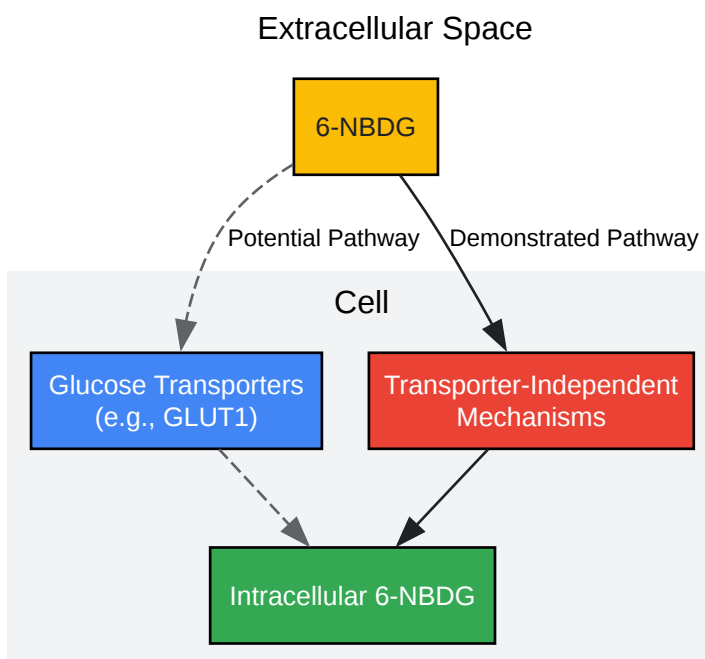 Extracellular Space
6-NBDG
Potential Pathway
Demonstrated Pathway
Cell
Glucose Transporters
(e.g., GLUT1)
Transporter-Independent
Mechanisms
Intracellular 6-NBDG